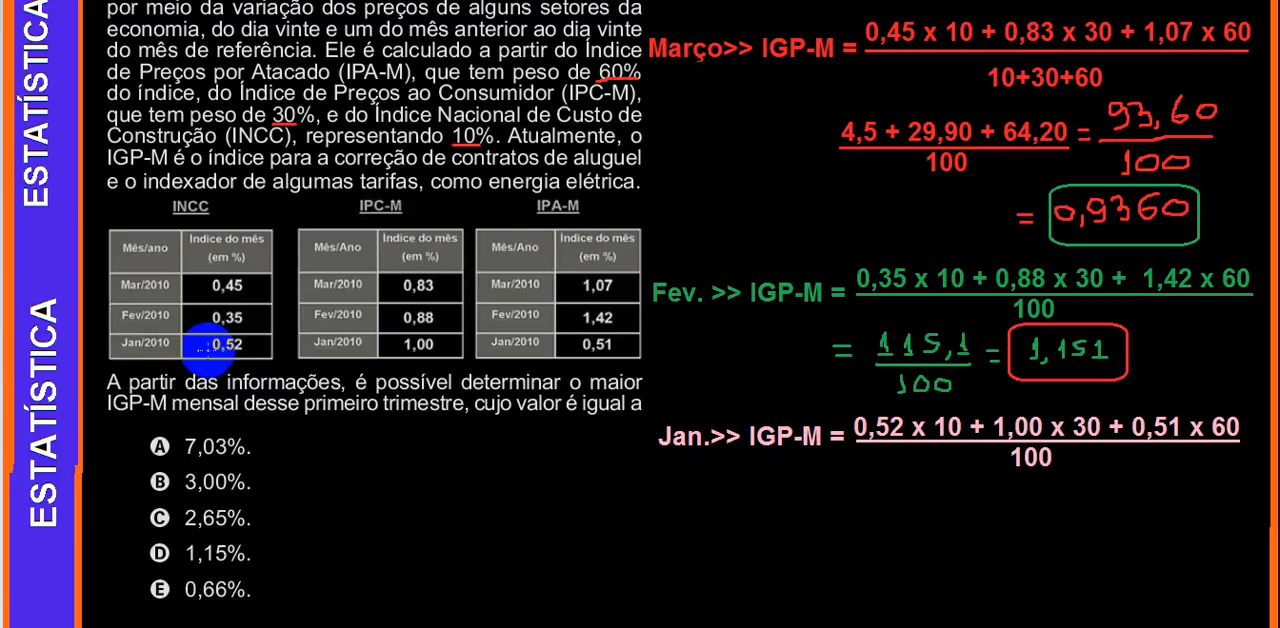 ESTATÍSTICA
ESTATÍSTICA
por meio da variação dos preços de alguns setores da
economia, do dia vinte e um do mês anterior ao dia vinte
do mês de referência. Ele é calculado a partir do Índice
de Preços por Atacado (IPA-M), que tem peso de 60%
do índice, do Índice de Preços ao Consumidor (IPC-M),
que tem peso de 30%, e do Índice Nacional de Custo de
Construção (INCC), representando 10%. Atualmente, o
IGP-M é o índice para a correção de contratos de aluguel
e o indexador de algumas tarifas, como energia elétrica.
INCC
Mês/ano Índice do mês (em %)
Mar/2010 0,45
Fev/2010 0,35
Jan/2010 0,52
IPC-M
Mês/Ano Índice do mês (em %)
Mar/2010 0,83
Fev/2010 0,88
Jan/2010 1,00
IPA-M
Mês/Ano Índice do mês (em %)
Mar/2010 1,07
Fev/2010 1,42
Jan/2010 0,51
A partir das informações, é possível determinar o maior
IGP-M mensal desse primeiro trimestre, cujo valor é igual a
A 7,03%.
B 3,00%.
C 2,65%.
D 1,15%.
E 0,66%.
Março>> IGP-M = 0,45 x 10 + 0,83 x 30 + 1,07 x 60
10+30+60
4,5 + 29,90 + 64,20 = 93,60
100 100
= 0,9360
Fev. >> IGP-M = 0,35 x 10 + 0,88 x 30 + 1,42 x 60
100
= 115,1 = 1,151
100
Jan.>> IGP-M = 0,52 x 10 + 1,00 x 30 + 0,51 x 60
100